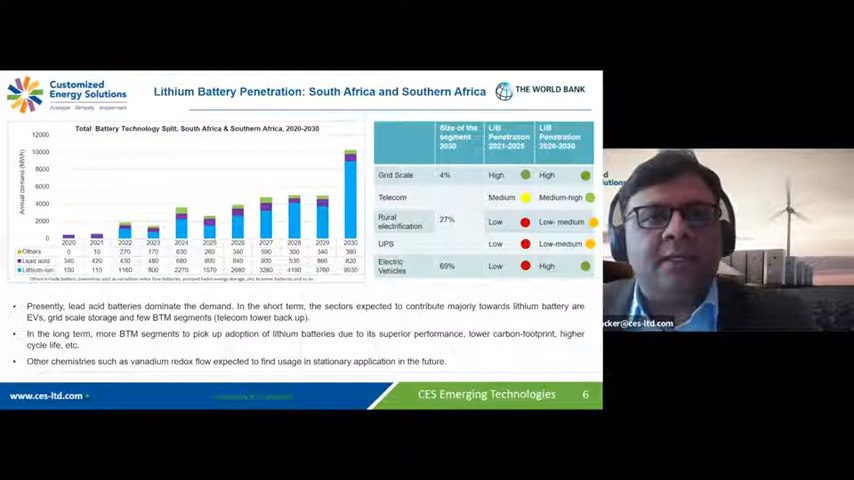 Customized
Energy Solutions
Analyze · Simplify · Implement
Lithium Battery Penetration: South Africa and Southern Africa
THE WORLD BANK
Total Battery Technology Split, South Africa & Southern Africa, 2020-2030
Annual demand (MWh)
12000
10000
8000
6000
4000
2000
0
2020 2021 2022 2023 2024 2025 2026 2027 2028 2029 2030
Others 0 10 270 170 630 260 340 590 300 340 390
Lead acid 340 420 430 480 680 800 840 900 530 860 820
Lithium-ion 100 110 1160 800 2270 1570 2680 3280 4190 3760 9030
Size of the segment 2030
LIB Penetration 2021-2025
LIB Penetration 2026-2030
Grid Scale 4% High High
Telecom Medium Medium-high
Rural electrification 27% Low Low- medium
UPS Low Low-medium
Electric Vehicles 69% Low High
• Presently, lead acid batteries dominate the demand. In the short term, the sectors expected to contribute majorly towards lithium battery are
EVs, grid scale storage and few BTM segments (telecom tower back up).
• In the long term, more BTM segments to pick up adoption of lithium batteries due to its superior performance, lower carbon-footprint, higher
cycle life, etc.
• Other chemistries such as vanadium redox flow expected to find usage in stationary application in the future.
www.ces-ltd.com
CES Emerging Technologies
6
Solutions
acker@ces-ltd.com